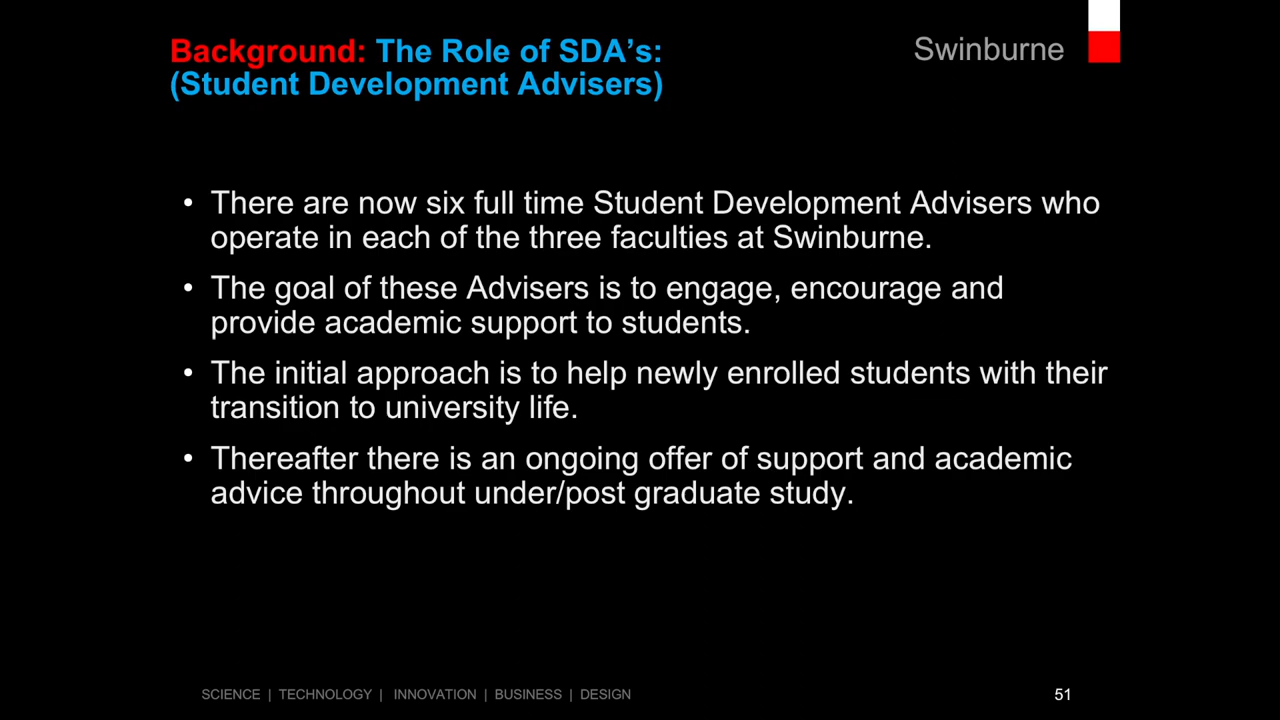 Background: The Role of SDA’s:
(Student Development Advisers)
Swinburne
• There are now six full time Student Development Advisers who
operate in each of the three faculties at Swinburne.
• The goal of these Advisers is to engage, encourage and
provide academic support to students.
• The initial approach is to help newly enrolled students with their
transition to university life.
• Thereafter there is an ongoing offer of support and academic
advice throughout under/post graduate study.
SCIENCE | TECHNOLOGY | INNOVATION | BUSINESS | DESIGN
51